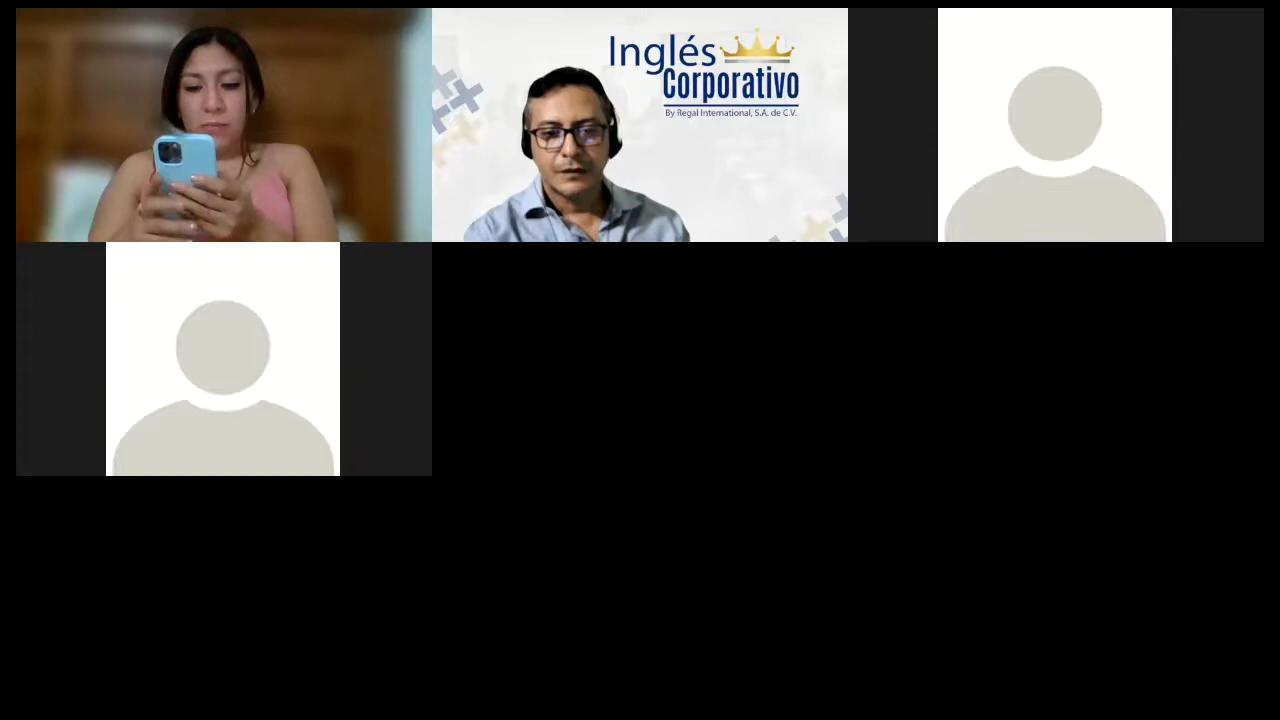 Inglés
Corporativo
By Regal International, S.A. de C.V.